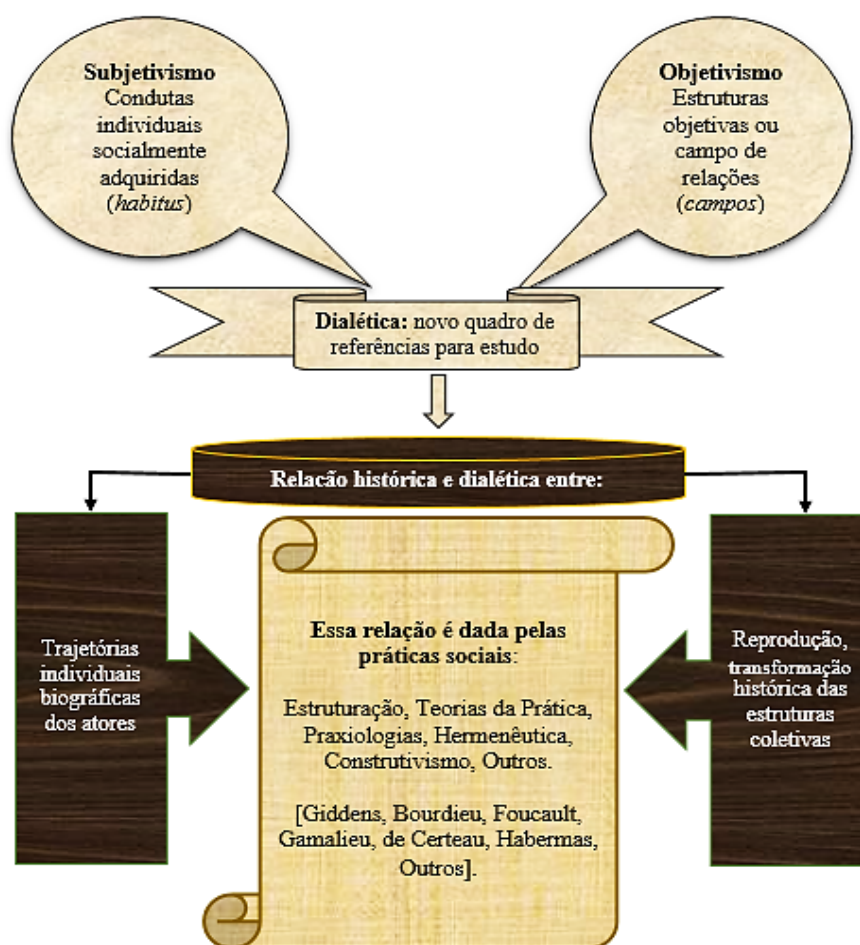 Subjetivismo
Condutas
individuais
socialmente
adquiridas
(habitus)
Objetivismo
Estruturas
objetivas ou
campo de
relações
(campos)
Dialética: novo quadro de
referências para estudo
Relacão histórica e dialética entre:
Trajetórias
individuais
biográficas
dos atores
Essa relação é dada pelas
práticas sociais:
Estruturação, Teorias da Prática,
Praxiologias, Hermenêutica,
Construtivismo, Outros.
[Giddens, Bourdieu, Foucault,
Gamalieu, de Certeau, Habermas,
Outros].
Reprodução,
transformação
histórica das
estruturas
coletivas